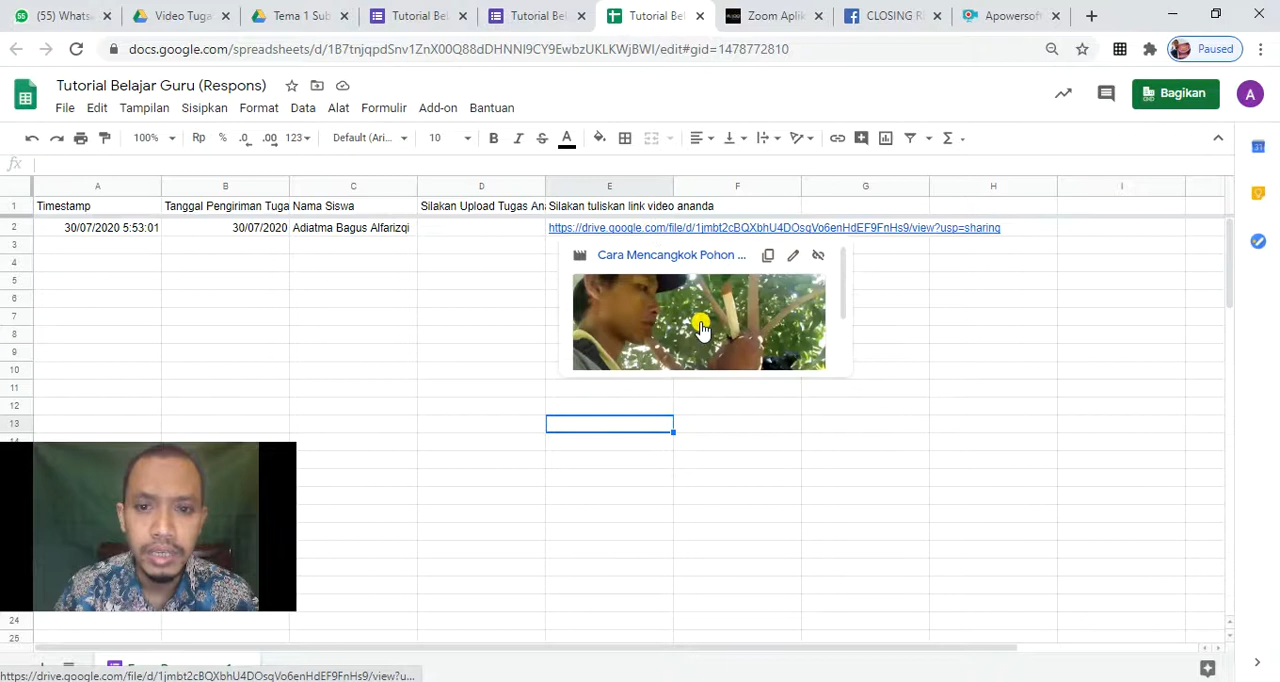 (55) Whats
Video Tuga
Tema 1 Sub
Tutorial Bel
Tutorial Bel
Tutorial Bel
Zoom Aplik
CLOSING R
Apowersoft
docs.google.com/spreadsheets/d/1B7tnjqpdSnv1ZnX00Q88dDHNNI9CY9EwbzUKLKWjBWI/edit#gid=1478772810
Paused
Tutorial Belajar Guru (Respons)
File Edit Tampilan Sisipkan Format Data Alat Formulir Add-on Bantuan
Bagikan
A
100% Rp % .0 .00 123 Default (Ari... 10 B I S A
fx
A B C D E F G H I
1 Timestamp Tanggal Pengiriman Tuga Nama Siswa Silakan Upload Tugas An Silakan tuliskan link video ananda
2 30/07/2020 5:53:01 30/07/2020 Adiatma Bagus Alfarizqi https://drive.google.com/file/d/1jmbt2cBQXbhU4DOsqVo6enHdEF9FnHs9/view?usp=sharing
3
Cara Mencangkok Pohon ...
4
5
6
7
8
9
10
11
12
13
24
25
https://drive.google.com/file/d/1jmbt2cBQXbhU4DOsqVo6enHdEF9FnHs9/view?u...